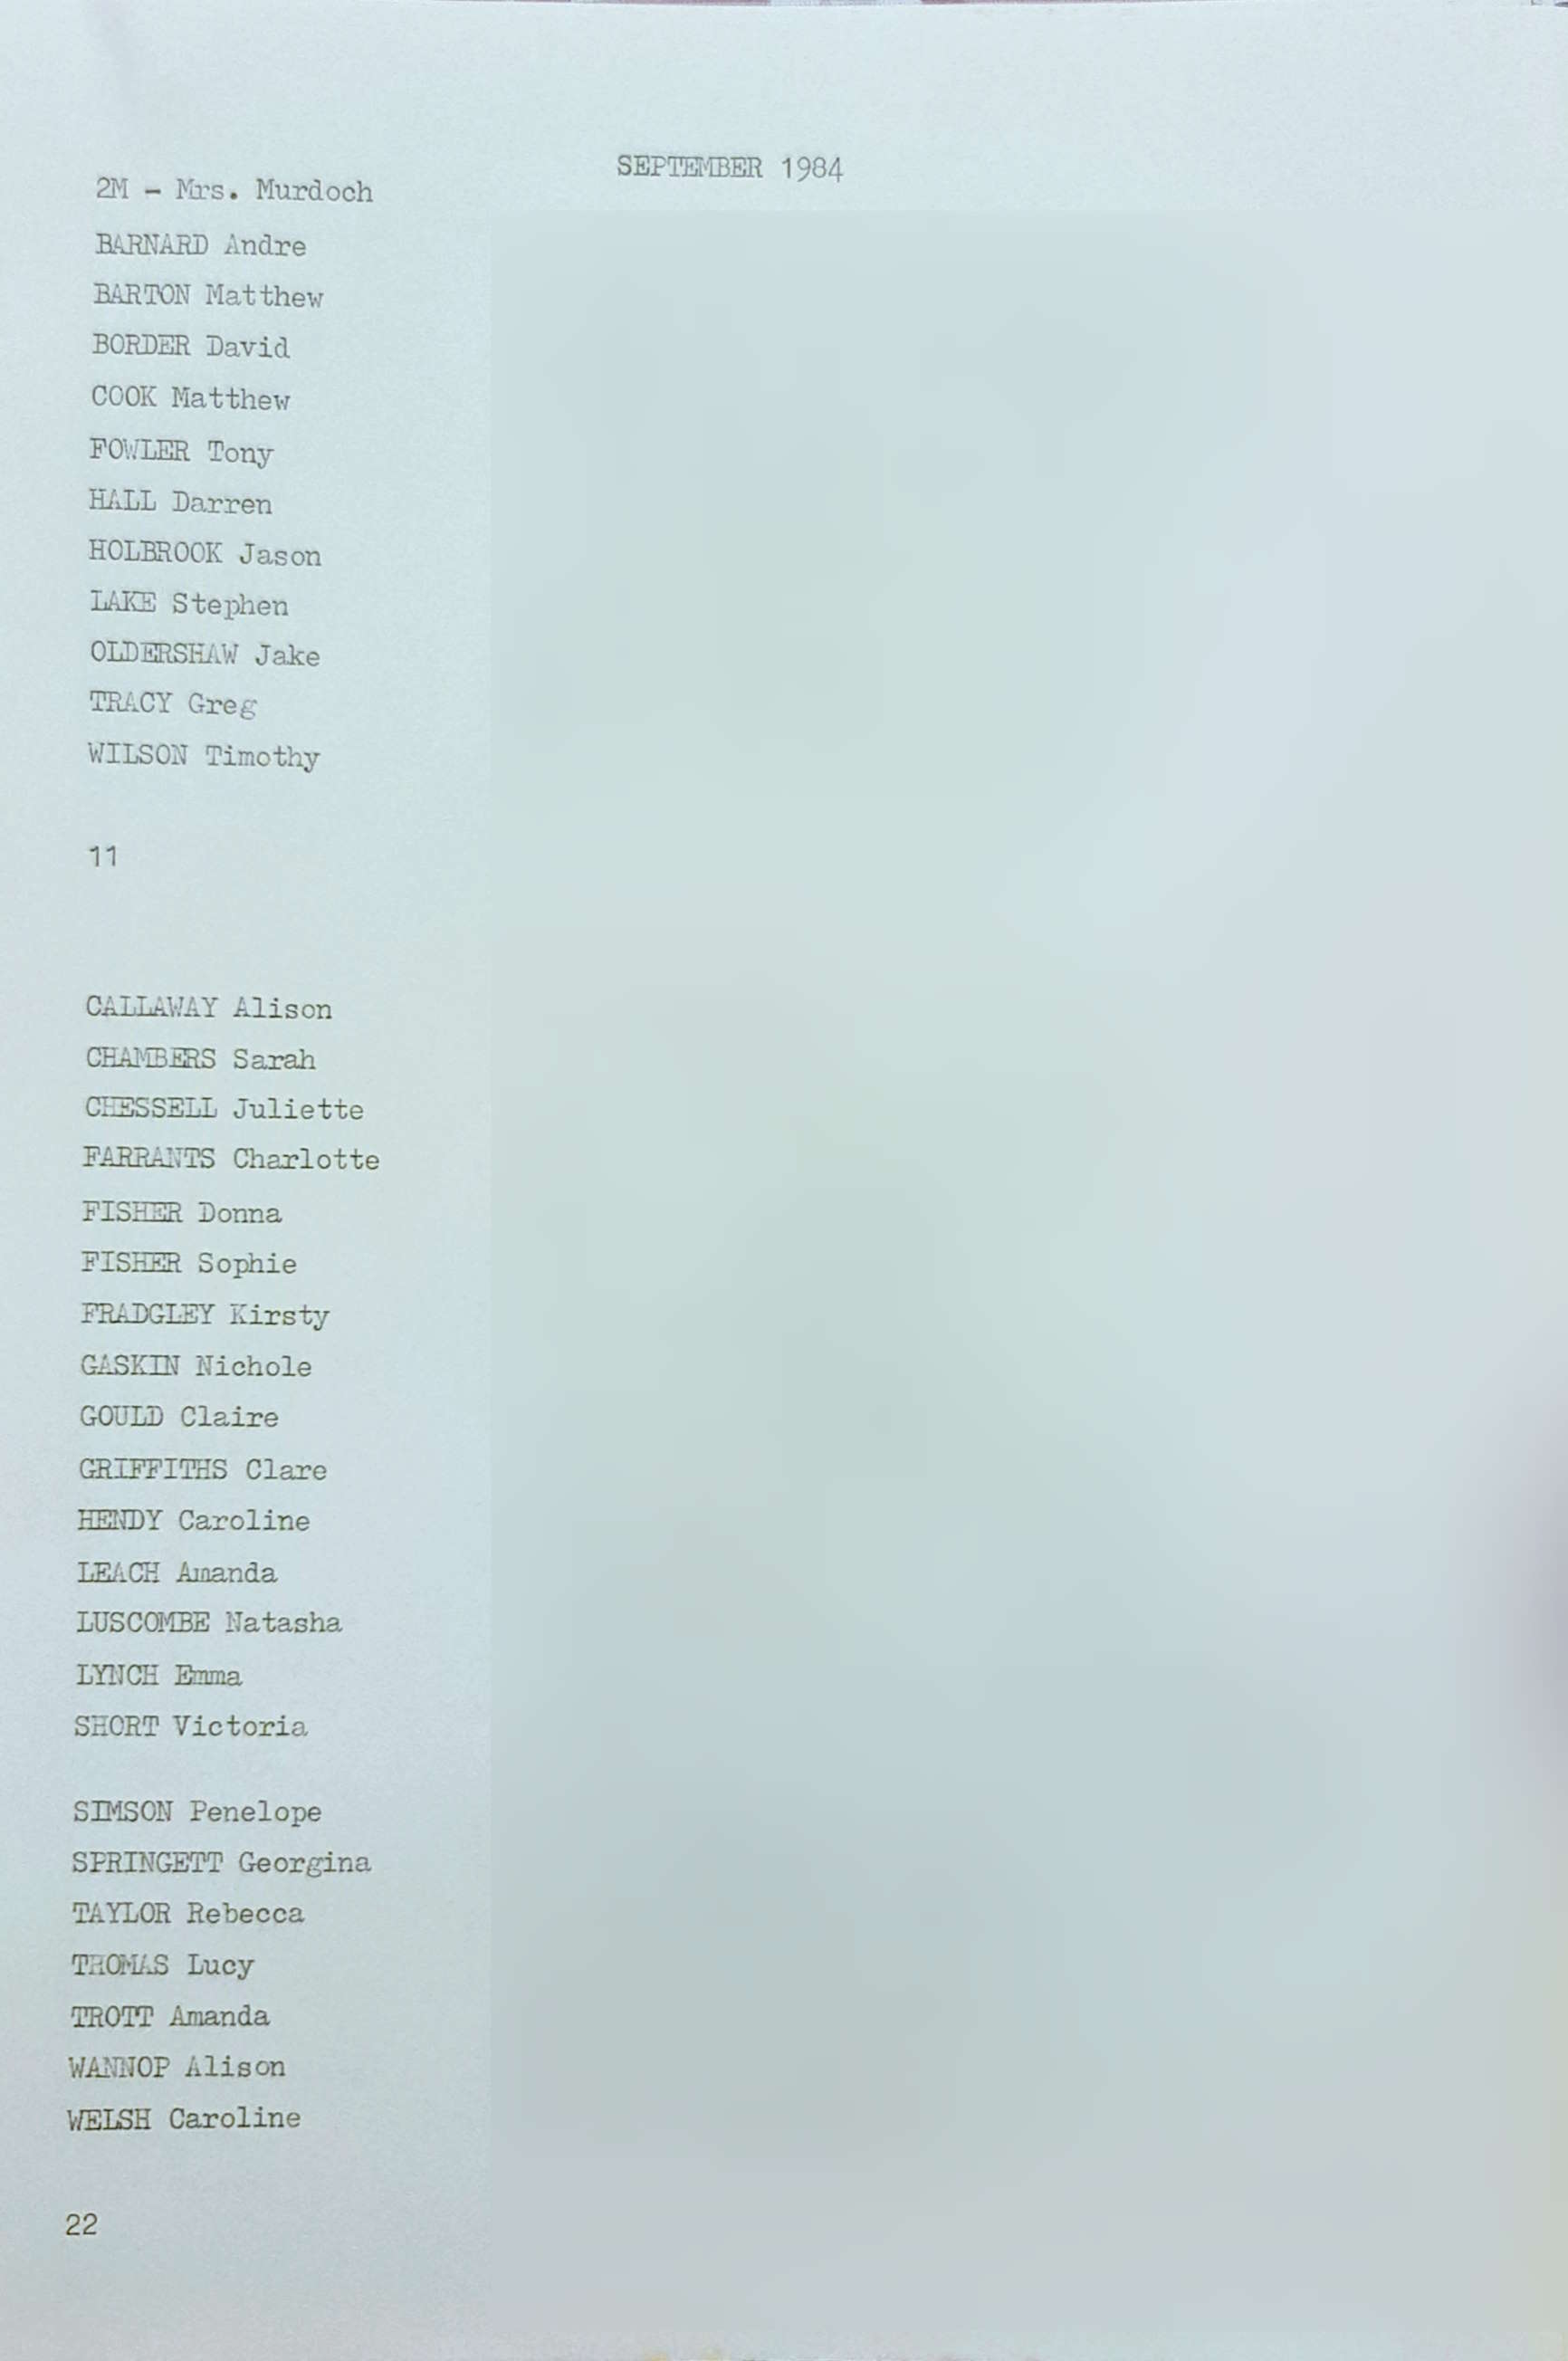 SEPTEMBER 1984
2M - Mrs. Murdoch
BARNARD Andre
BARTON Matthew
BORDER David
COOK Matthew
FOWLER Tony
HALL Darren
HOLBROOK Jason
LAKE Stephen
OLDERSHAW Jake
TRACY Greg
WILSON Timothy
11
CALLAWAY Alison
CHAMBERS Sarah
CHESSELL Juliette
FARRANTS Charlotte
FISHER Donna
FISHER Sophie
FRADGLEY Kirsty
GASKIN Nichole
GOULD Claire
GRIFFITHS Clare
HENDY Caroline
LEACH Amanda
LUSCOMBE Natasha
LYNCH Emma
SHORT Victoria
SIMSON Penelope
SPRINGETT Georgina
TAYLOR Rebecca
THOMAS Lucy
TROTT Amanda
WANNOP Alison
WELSH Caroline
22